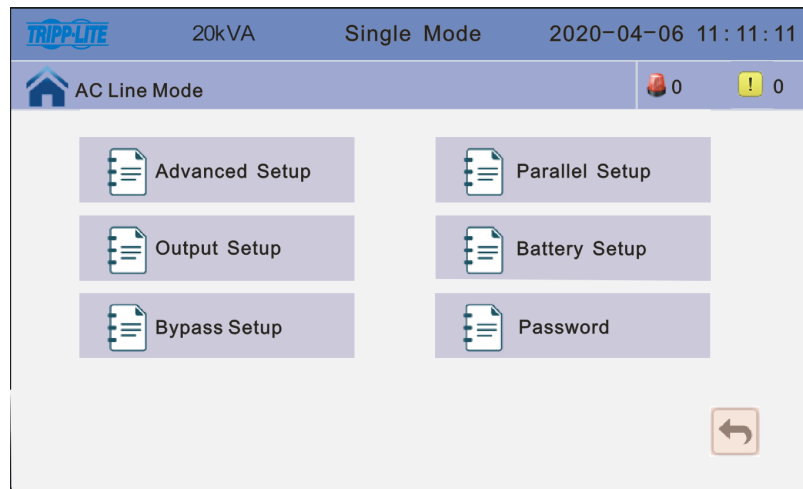 TRIPP·LITE 20kVA Single Mode 2020-04-06 11:11:11
AC Line Mode 0 ! 0
Advanced Setup Parallel Setup
Output Setup Battery Setup
Bypass Setup Password